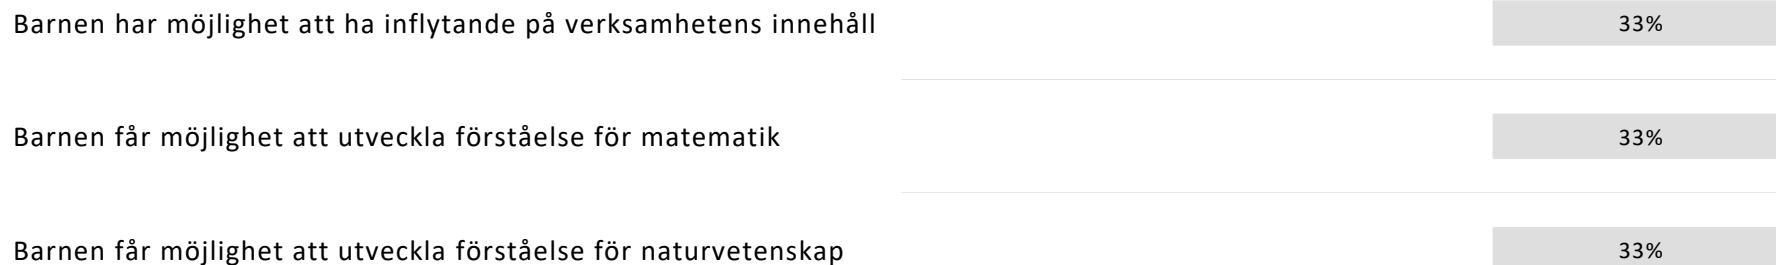 Barnen har möjlighet att ha inflytande på verksamhetens innehåll 33%
Barnen får möjlighet att utveckla förståelse för matematik 33%
Barnen får möjlighet att utveckla förståelse för naturvetenskap 33%